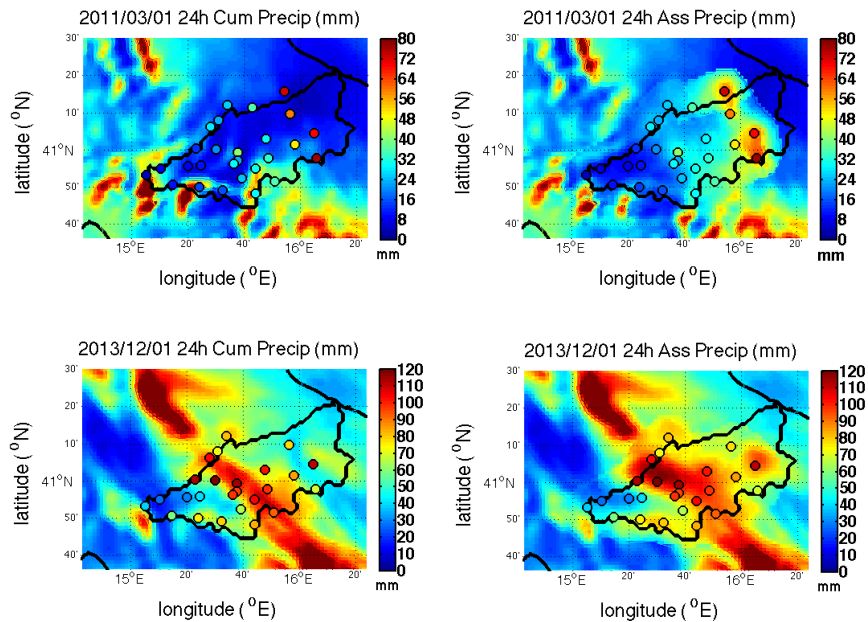 2011/03/01 24h Cum Precip (mm)
30'
20'
10'
41°N
50'
40'
15°E
20'
40'
16°E
20'
latitude (°N)
longitude (°E)
80
72
64
56
48
40
32
24
16
8
0
mm
2011/03/01 24h Ass Precip (mm)
30'
20'
10'
41°N
50'
40'
15°E
20'
40'
16°E
20'
latitude (°N)
longitude (°E)
80
72
64
56
48
40
32
24
16
8
0
mm
2013/12/01 24h Cum Precip (mm)
30'
20'
10'
41°N
50'
40'
15°E
20'
40'
16°E
20'
latitude (°N)
longitude (°E)
120
110
100
90
80
70
60
50
40
30
20
10
0
mm
2013/12/01 24h Ass Precip (mm)
30'
20'
10'
41°N
50'
40'
15°E
20'
40'
16°E
20'
latitude (°N)
longitude (°E)
120
110
100
90
80
70
60
50
40
30
20
10
0
mm